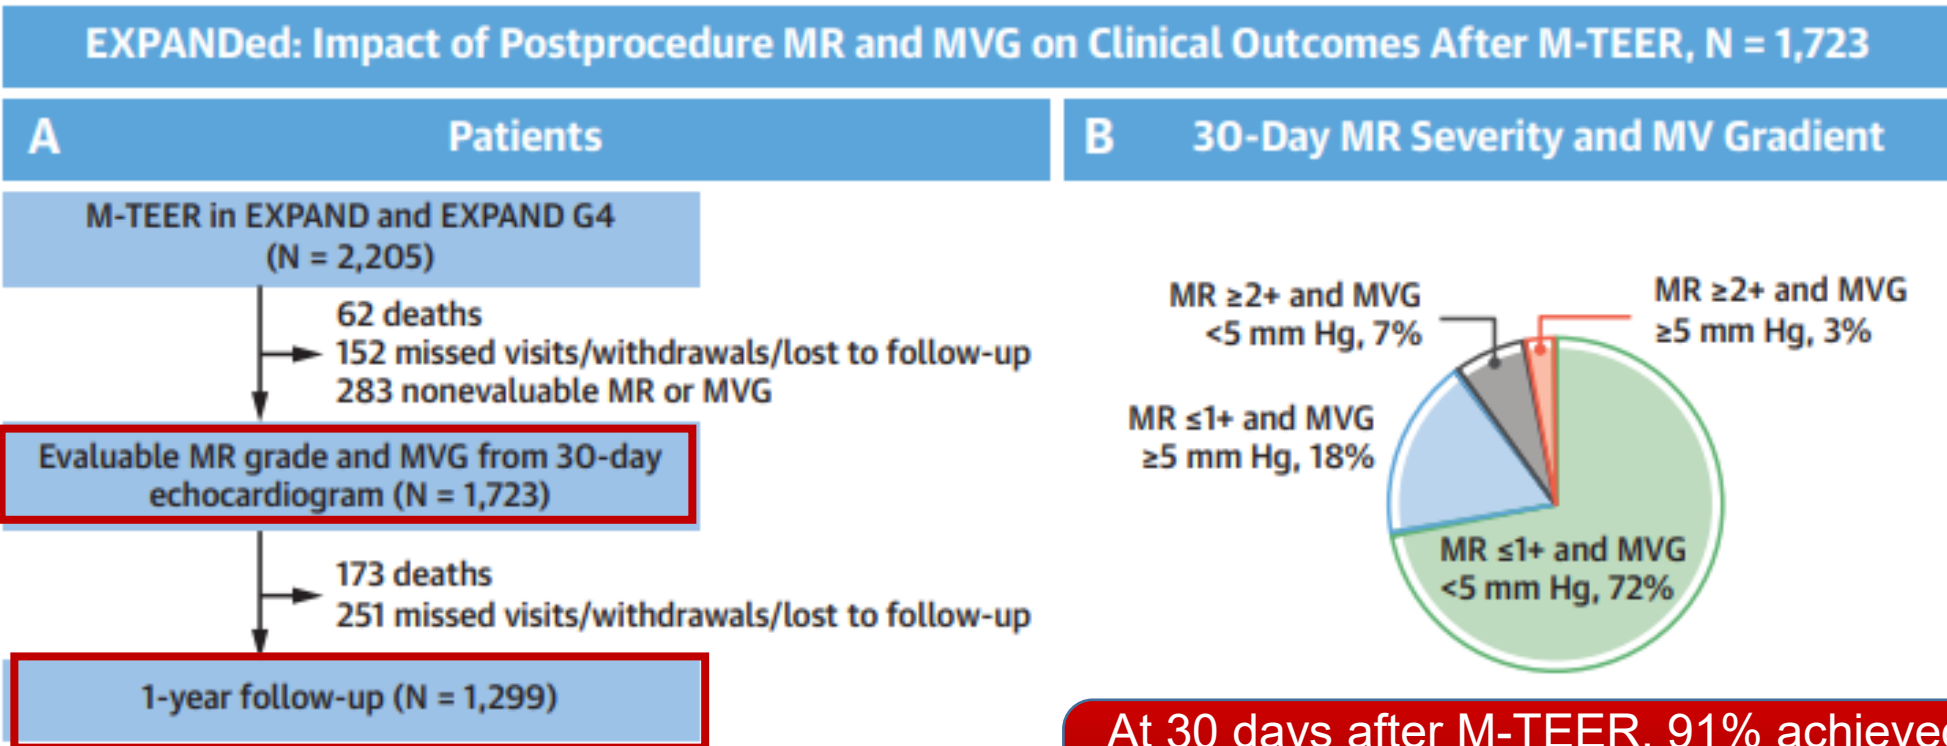 EXPANDed: Impact of Postprocedure MR and MVG on Clinical Outcomes After M-TEER, N = 1,723
A Patients
M-TEER in EXPAND and EXPAND G4
(N = 2,205)
62 deaths
152 missed visits/withdrawals/lost to follow-up
283 nonevaluable MR or MVG
Evaluable MR grade and MVG from 30-day
echocardiogram (N = 1,723)
173 deaths
251 missed visits/withdrawals/lost to follow-up
1-year follow-up (N = 1,299)
B 30-Day MR Severity and MV Gradient
MR ≥2+ and MVG
<5 mm Hg, 7%
MR ≥2+ and MVG
≥5 mm Hg, 3%
MR ≤1+ and MVG
≥5 mm Hg, 18%
MR ≤1+ and MVG
<5 mm Hg, 72%
At 30 days after M-TEER, 91% achieved